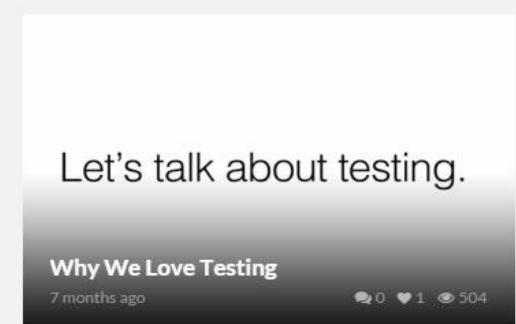 Let's talk about testing.
Why We Love Testing
7 months ago 0 1 504